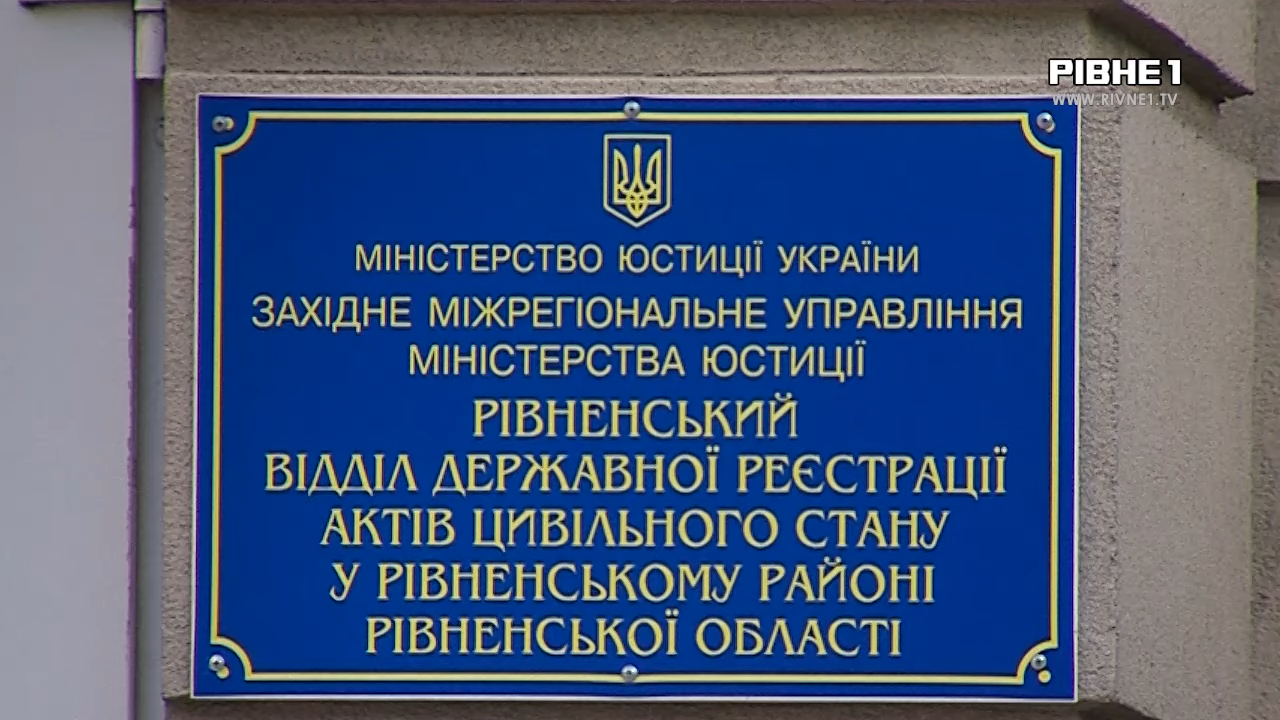 РІВНЕ 1
WWW.RIVNE1.TV
МІНІСТЕРСТВО ЮСТИЦІЇ УКРАЇНИ
ЗАХІДНЕ МІЖРЕГІОНАЛЬНЕ УПРАВЛІННЯ
МІНІСТЕРСТВА ЮСТИЦІЇ
РІВНЕНСЬКИЙ
ВІДДІЛ ДЕРЖАВНОЇ РЕЄСТРАЦІЇ
АКТІВ ЦИВІЛЬНОГО СТАНУ
У РІВНЕНСЬКОМУ РАЙОНІ
РІВНЕНСЬКОЇ ОБЛАСТІ